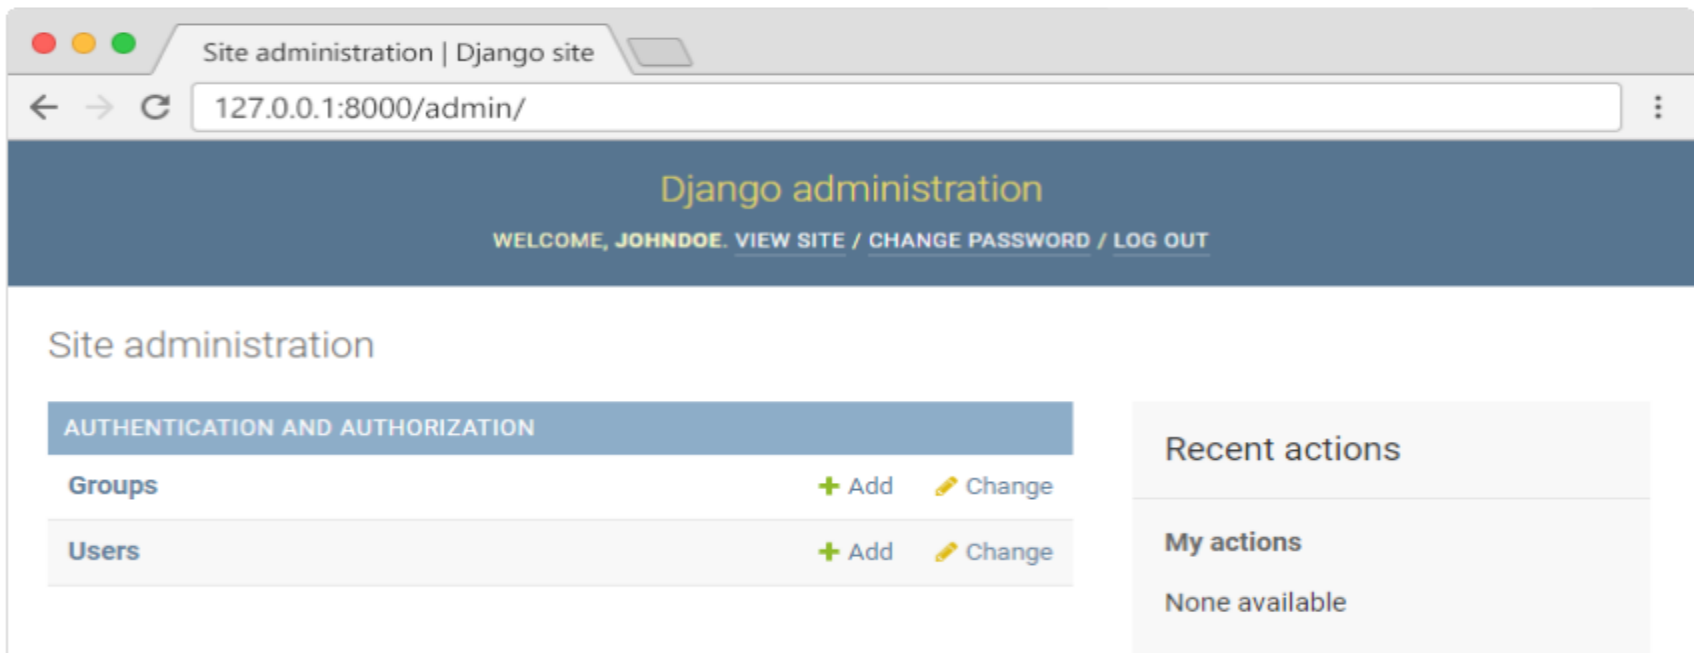 Site administration | Django site
127.0.0.1:8000/admin/
Django administration
WELCOME, JOHNDOE. VIEW SITE / CHANGE PASSWORD / LOG OUT
Site administration
AUTHENTICATION AND AUTHORIZATION
Groups Add Change
Users Add Change
Recent actions
My actions
None available